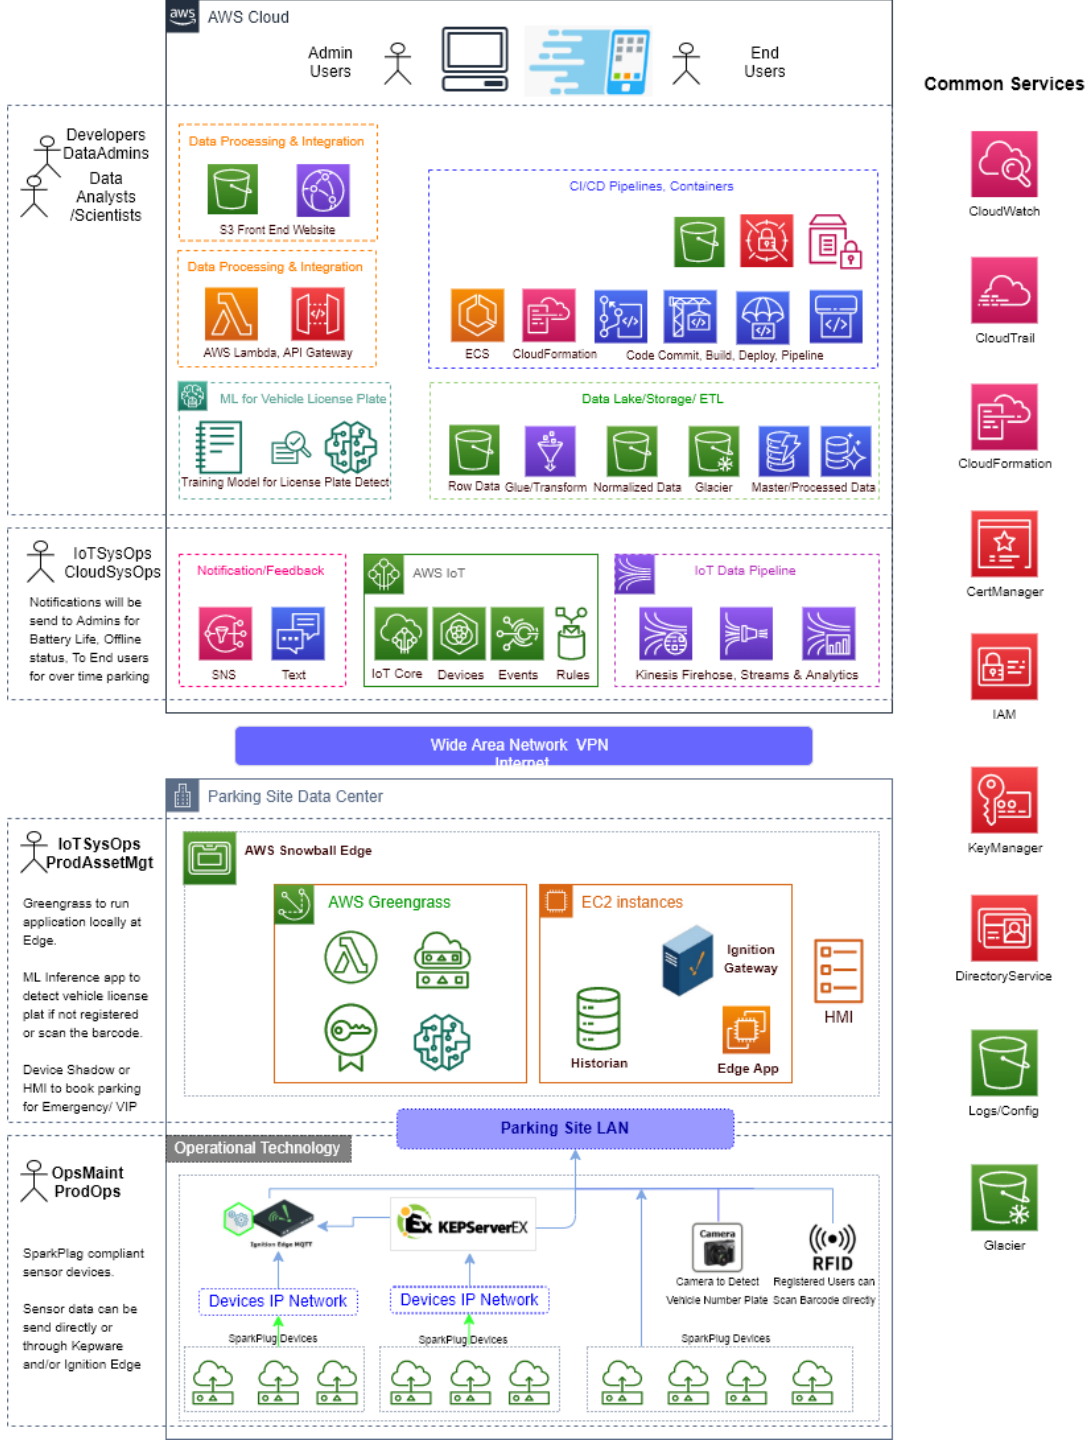 aws
AWS Cloud
Admin
Users
End
Users
Common Services
Developers
DataAdmins
Data
Analysts
/Scientists
Data Processing & Integration
S3 Front End Website
Data Processing & Integration
AWS Lambda, API Gateway
CI/CD Pipelines, Containers
ECS
CloudFormation
Code Commit, Build, Deploy, Pipeline
ML for Vehicle License Plate
Training Model for License Plate Detect
Data Lake/Storage/ ETL
Row Data
Glue/Transform
Normalized Data
Glacier
Master/Processed Data
CloudWatch
CloudTrail
CloudFormation
CertManager
IAM
KeyManager
DirectoryService
Logs/Config
Glacier
IoTSysOps
CloudSysOps
Notifications will be
send to Admins for
Battery Life, Offline
status, To End users
for over time parking
Notification/Feedback
SNS
Text
AWS IoT
IoT Core
Devices
Events
Rules
IoT Data Pipeline
Kinesis Firehose, Streams & Analytics
Wide Area Network VPN
Internet
Parking Site Data Center
IoTSysOps
ProdAssetMgt
Greengrass to run
application locally at
Edge.
ML Inference app to
detect vehicle license
plat if not registered
or scan the barcode.
Device Shadow or
HMI to book parking
for Emergency/ VIP
AWS Snowball Edge
AWS Greengrass
EC2 instances
Ignition
Gateway
Historian
Edge App
HMI
Parking Site LAN
Operational Technology
OpsMaint
ProdOps
SparkPlag compliant
sensor devices.
Sensor data can be
send directly or
through Kepware
and/or Ignition Edge
Ignition Edge MQTT
Ex KEPServerEX
Camera
Camera to Detect
Vehicle Number Plate
RFID
Registered Users can
Scan Barcode directly
Devices IP Network
Devices IP Network
SparkPlug Devices
SparkPlug Devices
SparkPlug Devices